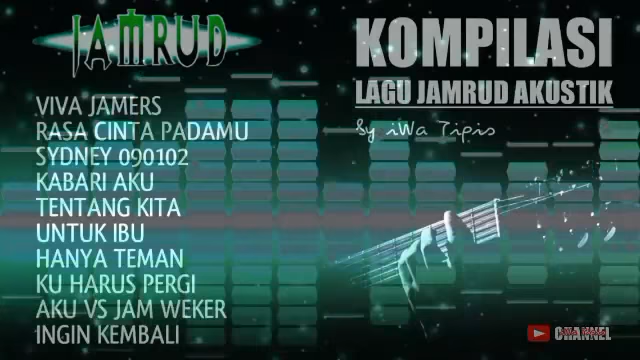 JAMRUD
KOMPILASI
LAGU JAMRUD AKUSTIK
By iWa Tipis
VIVA JAMERS
RASA CINTA PADAMU
SYDNEY 090102
KABARI AKU
TENTANG KITA
UNTUK IBU
HANYA TEMAN
KU HARUS PERGI
AKU VS JAM WEKER
INGIN KEMBALI
CHANNEL